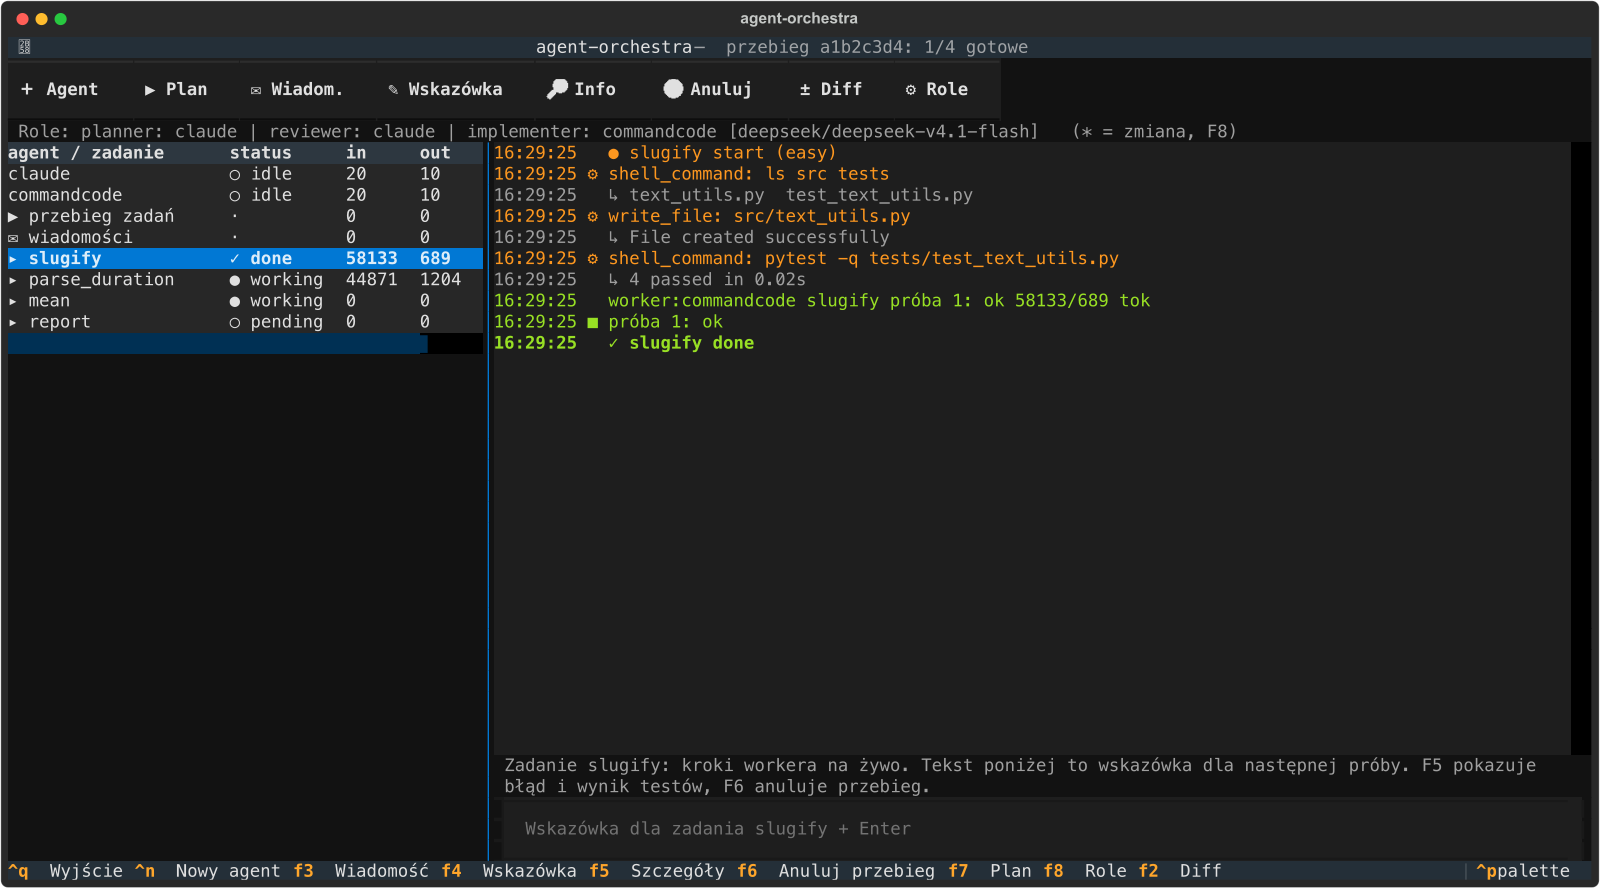 agent-orchestra
agent-orchestra— przebieg a1b2c3d4: 1/4 gotowe
+ Agent ▶ Plan ✉ Wiadom. ✎ Wskazówka 🔎 Info ⬤ Anuluj ± Diff ⚙ Role
Role: planner: claude | reviewer: claude | implementer: commandcode [deepseek/deepseek-v4.1-flash] (* = zmiana, F8)
agent / zadanie status in out
claude ○ idle 20 10
commandcode ○ idle 20 10
▶ przebieg zadań · 0 0
✉ wiadomości · 0 0
▸ slugify ✓ done 58133 689
▸ parse_duration ● working 44871 1204
▸ mean ● working 0 0
▸ report ○ pending 0 0
16:29:25 ● slugify start (easy)
16:29:25 ⚙ shell_command: ls src tests
16:29:25 ↳ text_utils.py test_text_utils.py
16:29:25 ⚙ write_file: src/text_utils.py
16:29:25 ↳ File created successfully
16:29:25 ⚙ shell_command: pytest -q tests/test_text_utils.py
16:29:25 ↳ 4 passed in 0.02s
16:29:25 worker:commandcode slugify próba 1: ok 58133/689 tok
16:29:25 ■ próba 1: ok
16:29:25 ✓ slugify done
Zadanie slugify: kroki workera na żywo. Tekst poniżej to wskazówka dla następnej próby. F5 pokazuje
błąd i wynik testów, F6 anuluje przebieg.
Wskazówka dla zadania slugify + Enter
^q Wyjście ^n Nowy agent f3 Wiadomość f4 Wskazówka f5 Szczegóły f6 Anuluj przebieg f7 Plan f8 Role f2 Diff ^ppalette